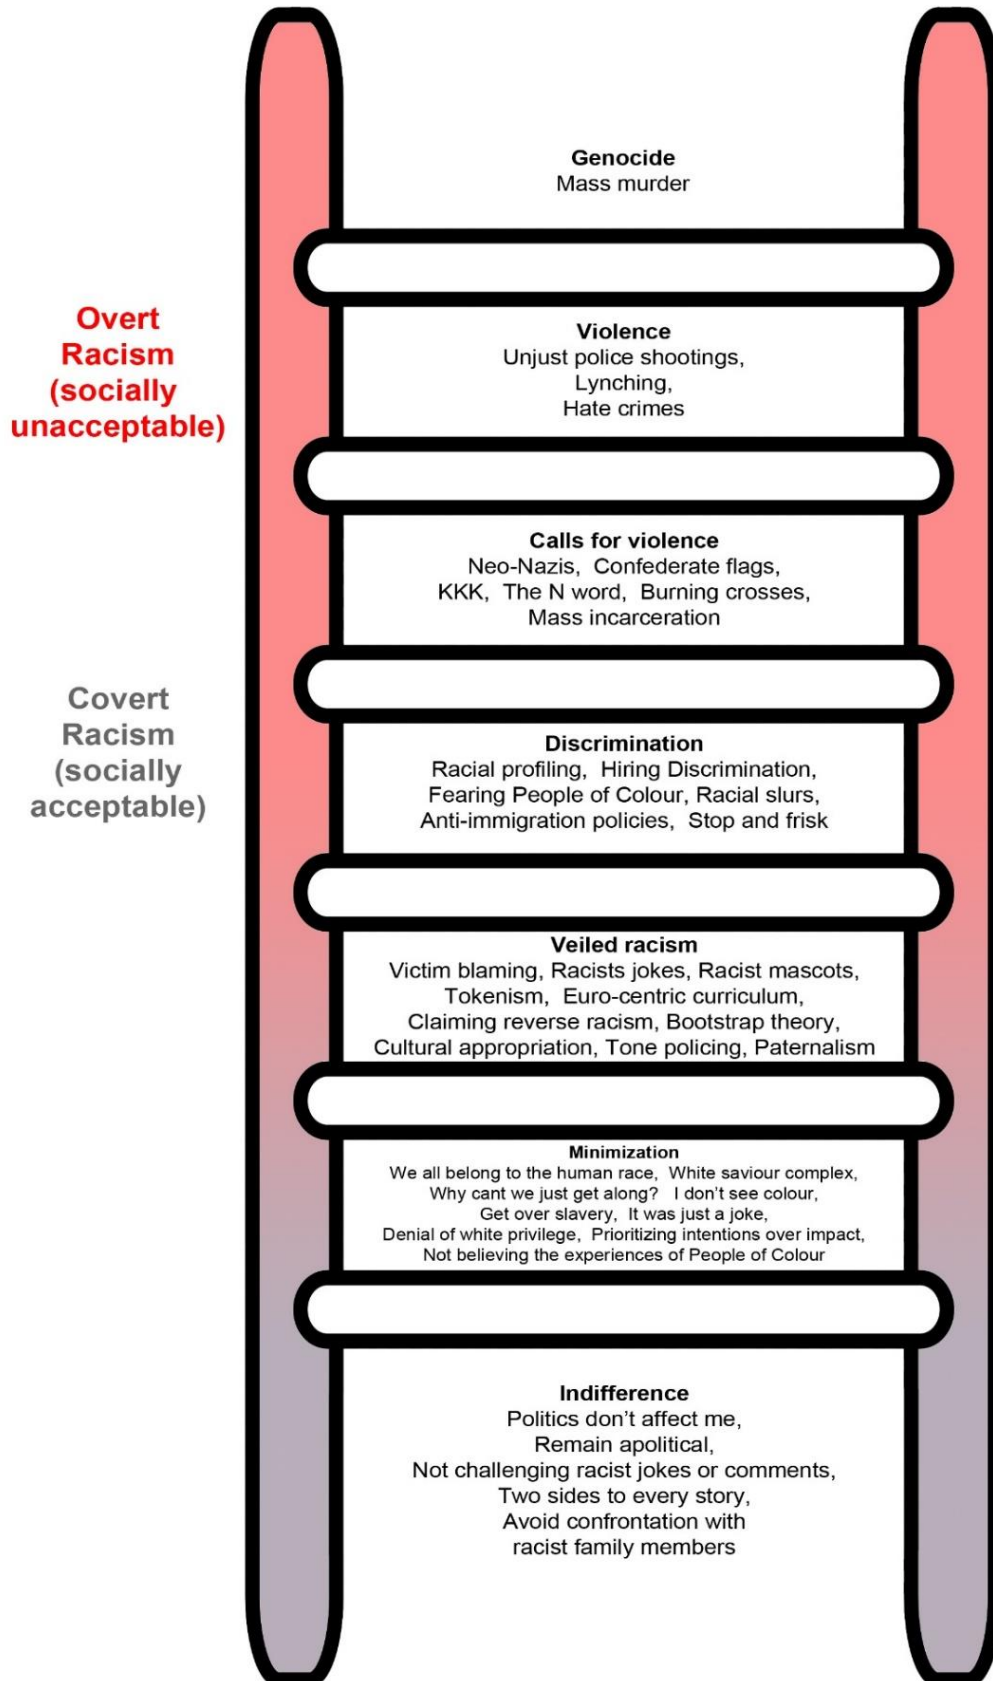 Genocide
Mass murder
Overt
Racism
(socially
unacceptable)
Violence
Unjust police shootings,
Lynching,
Hate crimes
Calls for violence
Neo-Nazis, Confederate flags,
KKK, The N word, Burning crosses,
Mass incarceration
Covert
Racism
(socially
acceptable)
Discrimination
Racial profiling, Hiring Discrimination,
Fearing People of Colour, Racial slurs,
Anti-immigration policies, Stop and frisk
Veiled racism
Victim blaming, Racists jokes, Racist mascots,
Tokenism, Euro-centric curriculum,
Claiming reverse racism, Bootstrap theory,
Cultural appropriation, Tone policing, Paternalism
Minimization
We all belong to the human race, White saviour complex,
Why cant we just get along? I don't see colour,
Get over slavery, It was just a joke,
Denial of white privilege, Prioritizing intentions over impact,
Not believing the experiences of People of Colour
Indifference
Politics don't affect me,
Remain apolitical,
Not challenging racist jokes or comments,
Two sides to every story,
Avoid confrontation with
racist family members